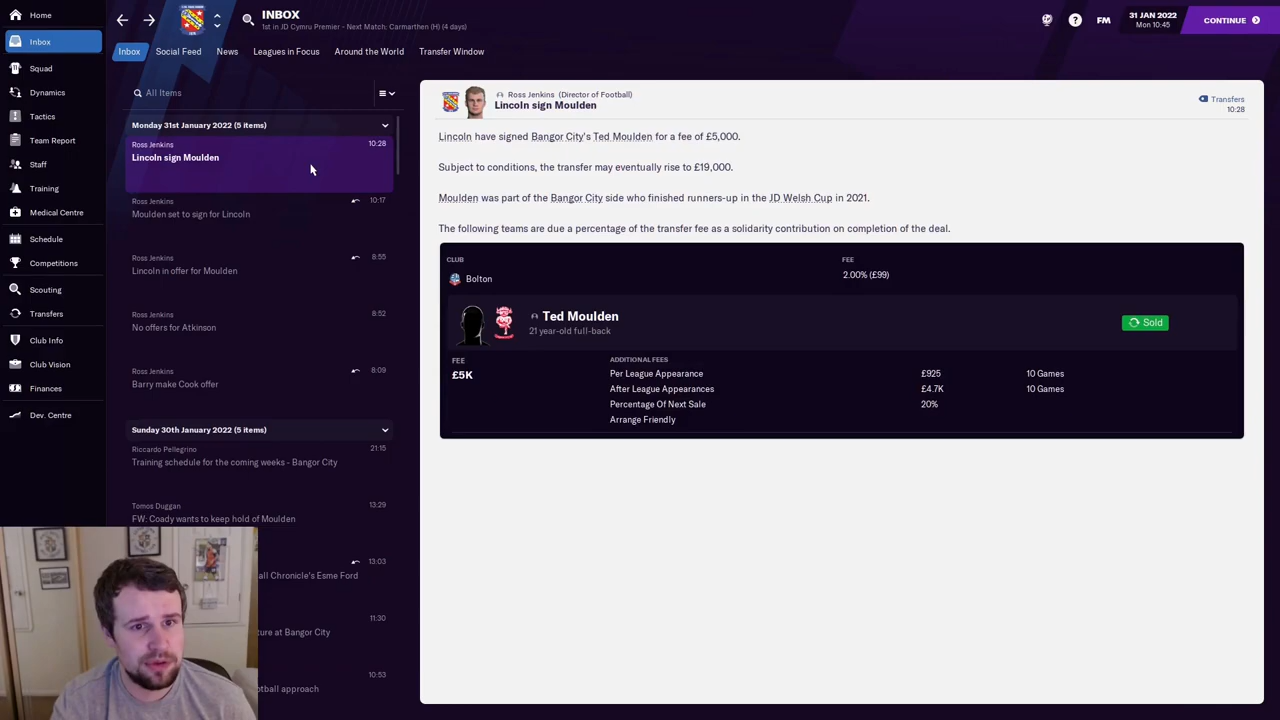 INBOX
1st in JD Cymru Premier - Next Match: Carmarthen (H) (4 days)
FM
31 JAN 2022
Mon 10:45
CONTINUE
Home
Inbox
Squad
Dynamics
Tactics
Team Report
Staff
Training
Medical Centre
Schedule
Competitions
Scouting
Transfers
Club Info
Club Vision
Finances
Dev. Centre
Inbox Social Feed News Leagues in Focus Around the World Transfer Window
All Items
Monday 31st January 2022 (5 items)
Ross Jenkins 10:28
Lincoln sign Moulden
Ross Jenkins 10:17
Moulden set to sign for Lincoln
Ross Jenkins 8:55
Lincoln in offer for Moulden
Ross Jenkins 8:52
No offers for Atkinson
Ross Jenkins 8:09
Barry make Cook offer
Sunday 30th January 2022 (5 items)
Riccardo Pellegrino 21:15
Training schedule for the coming weeks - Bangor City
Tomos Duggan 13:29
FW: Coady wants to keep hold of Moulden
13:03
all Chronicle's Esme Ford
11:30
ture at Bangor City
10:53
otball approach
Ross Jenkins (Director of Football)
Lincoln sign Moulden
Transfers
10:28
Lincoln have signed Bangor City's Ted Moulden for a fee of £5,000.
Subject to conditions, the transfer may eventually rise to £19,000.
Moulden was part of the Bangor City side who finished runners-up in the JD Welsh Cup in 2021.
The following teams are due a percentage of the transfer fee as a solidarity contribution on completion of the deal.
CLUB FEE
Bolton 2.00% (£99)
Ted Moulden
21 year-old full-back
Sold
FEE
£5K
ADDITIONAL FEES
Per League Appearance £925 10 Games
After League Appearances £4.7K 10 Games
Percentage Of Next Sale 20%
Arrange Friendly